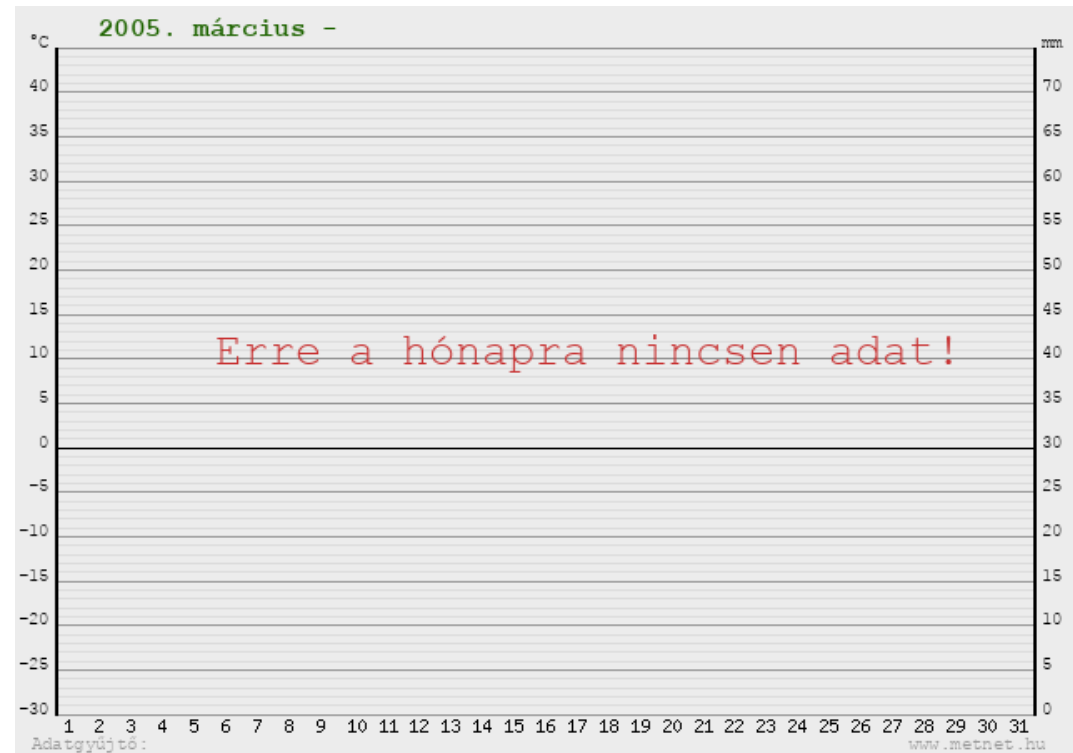 2005. március -
°C
mm
40 70
35 65
30 60
25 55
20 50
15 45
Erre a hónapra nincsen adat!
10 40
5 35
0 30
-5 25
-10 20
-15 15
-20 10
-25 5
-30 0
1 2 3 4 5 6 7 8 9 10 11 12 13 14 15 16 17 18 19 20 21 22 23 24 25 26 27 28 29 30 31
Adatgyűjtő: www.metnet.hu